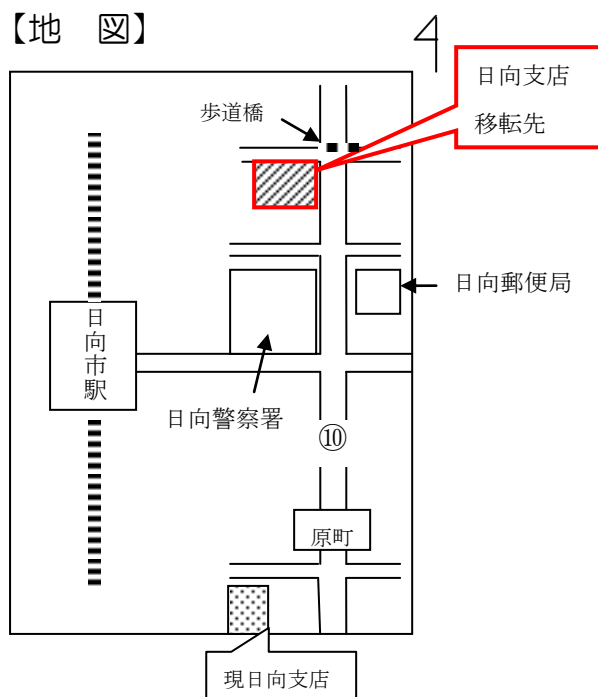 【地　図】
日向支店
移転先
歩道橋
日向郵便局
日向市駅
日向警察署
⑩
原町
現日向支店